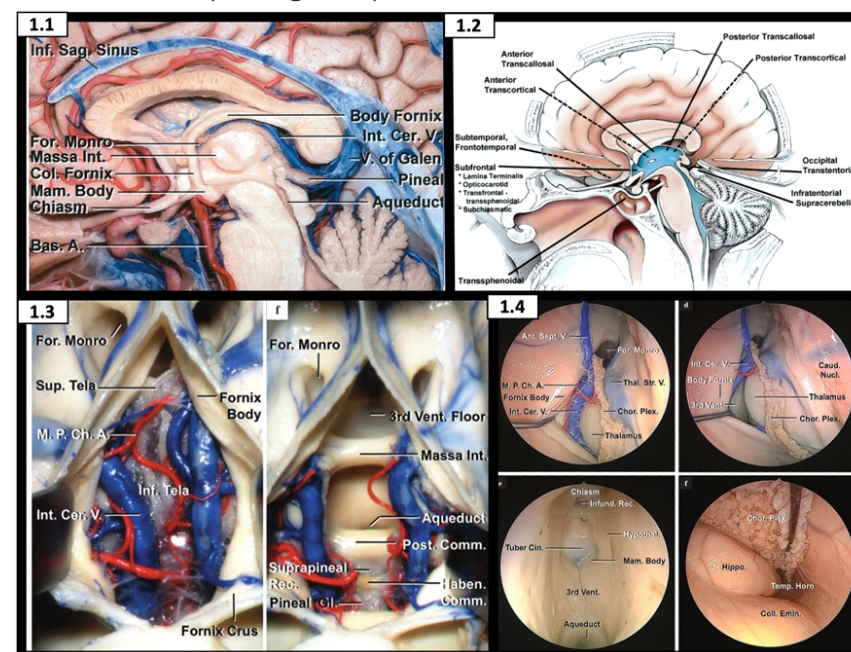 1.1
Inf. Sag. Sinus
Body Fornix
Int. Cer. V.
For. Monro
Massa Int.
V. of Galen
Col. Fornix
Pineal
Mam. Body
Aqueduct
Chiasm
Bas. A.
1.2
Posterior Transcallosal
Anterior
Transcallosal
Posterior Transcortical
Anterior
Transcortical
Subtemporal,
Frontotemporal
Subfrontal
* Lamina Terminalis
* Opticocarotid
* Transfrontal -
transsphenoidal
* Subchiasmatic
Occipital
Transtentori
Infratentorial
Supracerebell
Transsphenoidal
1.3
For. Monro
Sup. Tela
Fornix
Body
M. P. Ch. A.
Inf. Tela
Int. Cer. V.
Fornix Crus
f
For. Monro
3rd Vent. Floor
Massa Int.
Aqueduct
Post. Comm.
Suprapineal
Rec.
Haben.
Comm.
Pineal Gl.
1.4
Ant. Sept. V.
For. Monro
M. P. Ch. A.
Thal. Str. V.
Fornix Body
Int. Cer. V.
Chor. Plex.
Thalamus
d
Int. Cer. V.
Caud.
Nucl.
Body Fornix
Thalamus
3rd Vent.
Chor. Plex.
e
Chiasm
Infund. Rec.
Hypothal.
Tuber Cin.
Mam. Body
3rd Vent.
Aqueduct
f
Chor. Plex.
Hippo.
Temp. Horn
Coll. Emin.